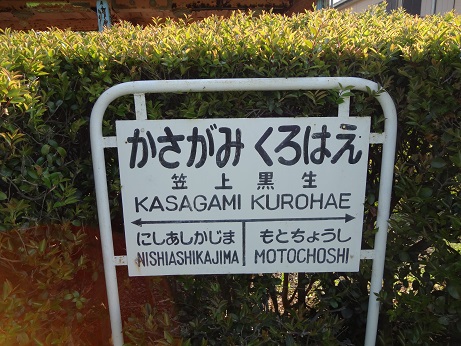 かさがみ くろはえ
笠上黒生
KASAGAMI KUROHAE
にしあしかじま もとちょうし
NISHIASHIKAJIMA MOTOCHOSHI